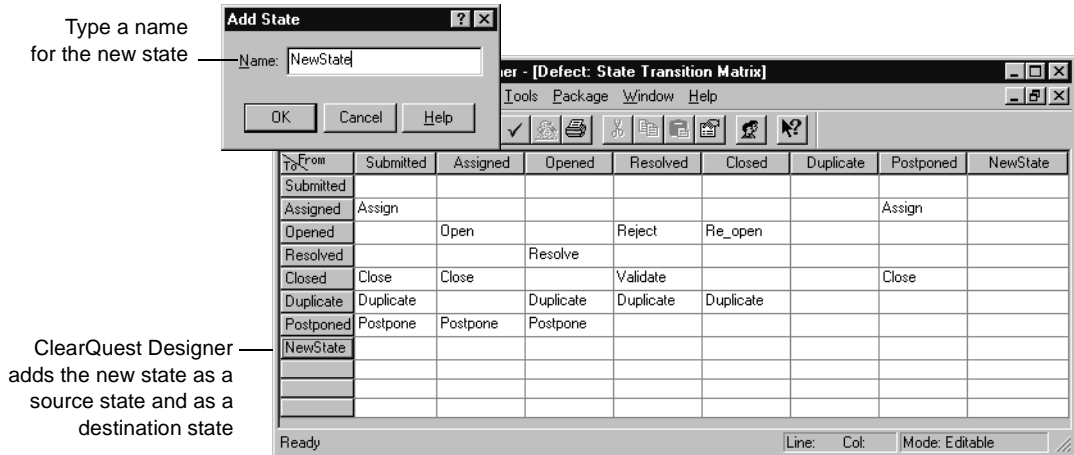 Type a name
for the new state
Add State
Name: NewState
OK Cancel Help
er - [Defect: State Transition Matrix]
Tools Package Window Help
From To Submitted Assigned Opened Resolved Closed Duplicate Postponed NewState
Submitted
Assigned Assign Assign
Opened Open Reject Re_open
Resolved Resolve
Closed Close Close Validate Close
Duplicate Duplicate Duplicate Duplicate Duplicate
Postponed Postpone Postpone Postpone
NewState
ClearQuest Designer
adds the new state as a
source state and as a
destination state
Ready Line: Col: Mode: Editable